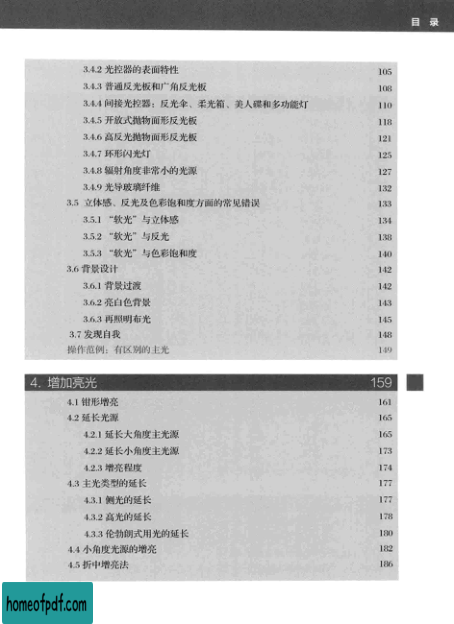 目 录
3.4.2 光控器的表面特性 105
3.4.3 普通反光板和广角反光板 108
3.4.4 间接光控器：反光伞、柔光箱、美人碟和多功能灯 110
3.4.5 开放式抛物面形反光板 118
3.4.6 高反光抛物面形反光板 121
3.4.7 环形闪光灯 125
3.4.8 辐射角度非常小的光源 127
3.4.9 光导玻璃纤维 132
3.5 立体感、反光及色彩饱和度方面的常见错误 133
3.5.1 “软光”与立体感 134
3.5.2 “软光”与反光 138
3.5.3 “软光”与色彩饱和度 140
3.6 背景设计 142
3.6.1 背景过渡 142
3.6.2 亮白色背景 143
3.6.3 再照明布光 145
3.7 发现自我 148
操作范例：有区别的主光 149
4. 增加亮光 159
4.1 钳形增亮 161
4.2 延长光源 165
4.2.1 延长大角度主光源 165
4.2.2 延长小角度主光源 173
4.2.3 增亮程度 174
4.3 主光类型的延长 177
4.3.1 侧光的延长 177
4.3.2 高光的延长 178
4.3.3 伦勃朗式用光的延长 180
4.4 小角度光源的增亮 182
4.5 折中增亮法 186
homeofpdf.com